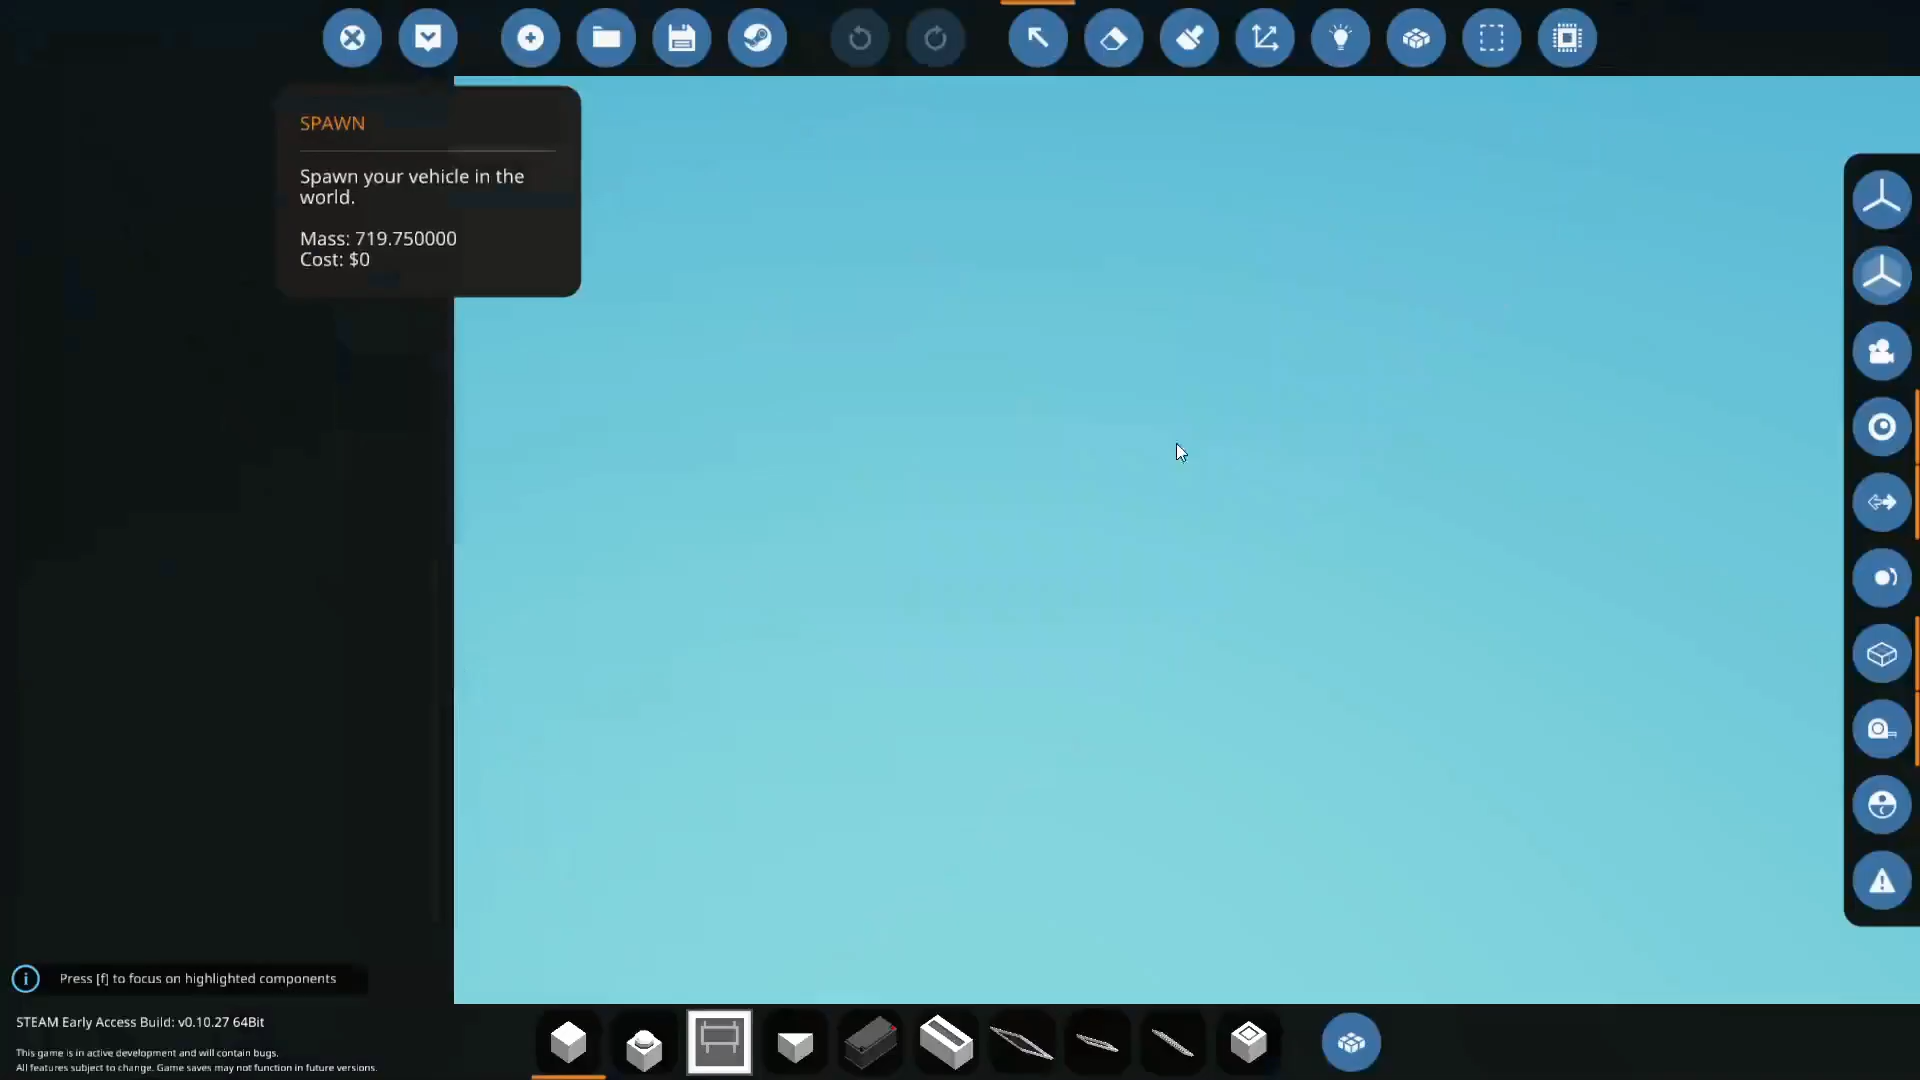 SPAWN
Spawn your vehicle in the
world.
Mass: 719.750000
Cost: $0
Press [f] to focus on highlighted components
STEAM Early Access Build: v0.10.27 64Bit
This game is in active development and will contain bugs.
All features subject to change. Game saves may not function in future versions.